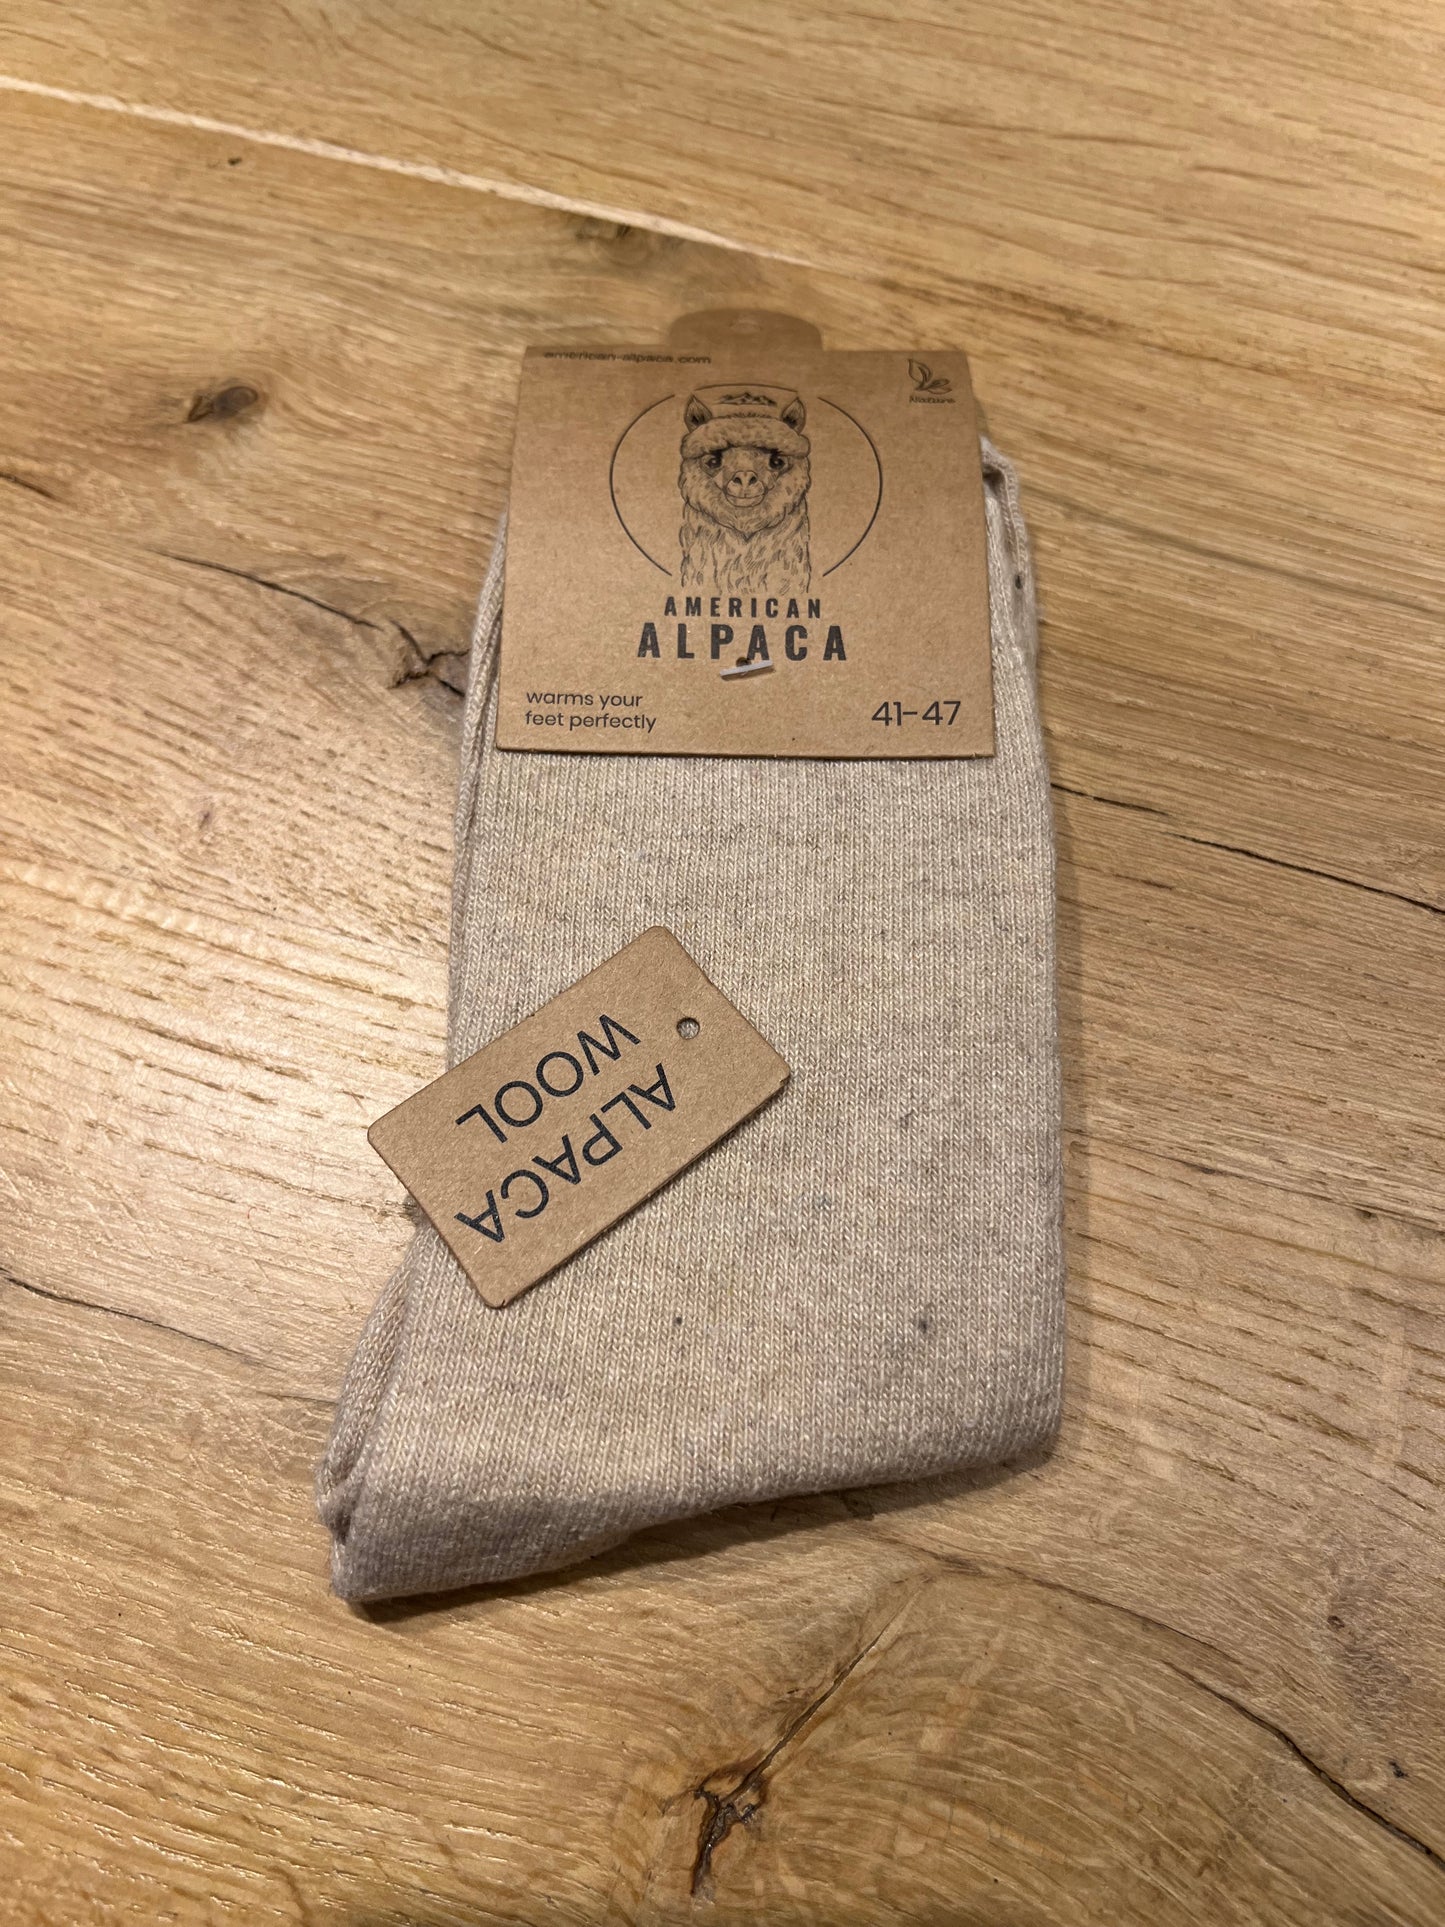 american-alpaca.com
AMERICAN
ALPACA
warms your
feet perfectly
41-47
ALPACA
WOOL